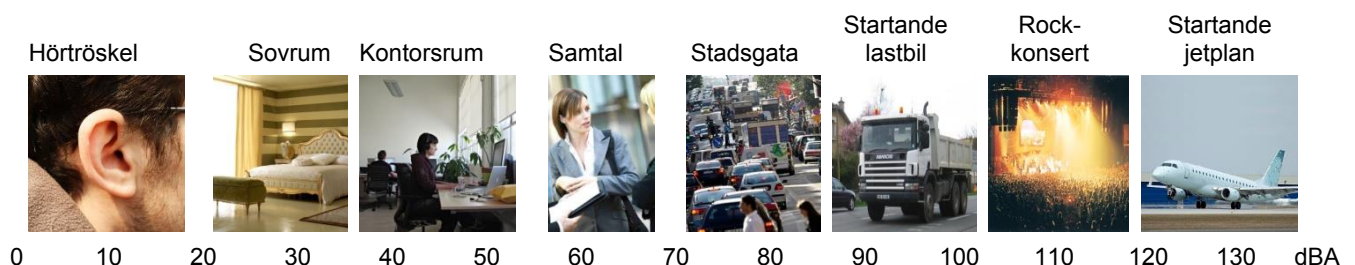 Hörtröskel
Sovrum
Kontorsrum
Samtal
Stadsgata
Startande
lastbil
Rock-
konsert
Startande
jetplan
0 10 20 30 40 50 60 70 80 90 100 110 120 130 dBA